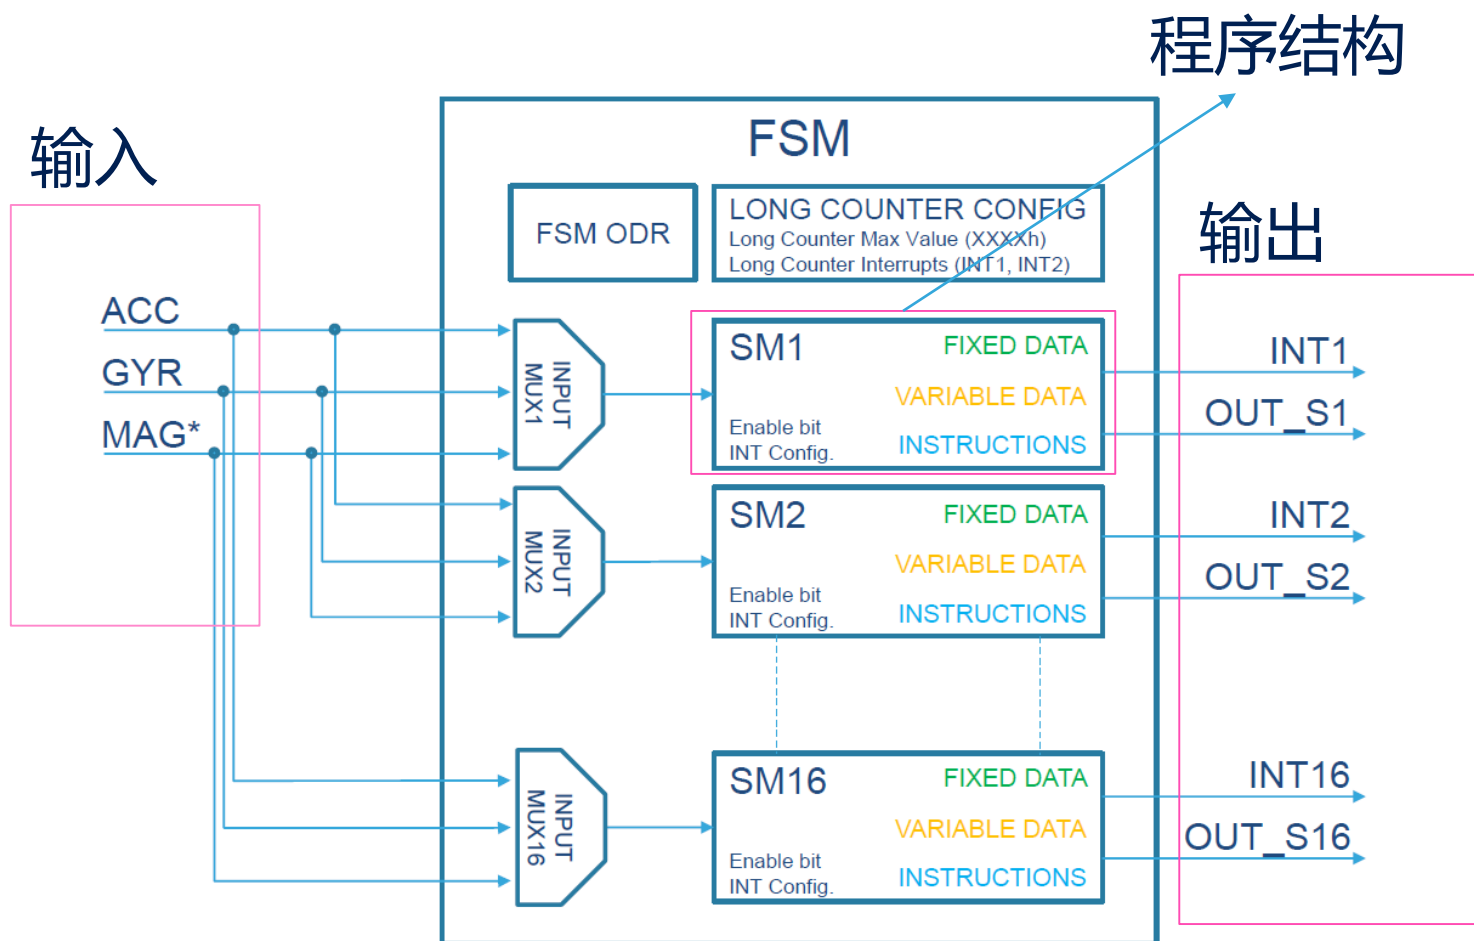 程序结构
输入
FSM
FSM ODR
LONG COUNTER CONFIG
Long Counter Max Value (XXXXh)
Long Counter Interrupts (INT1, INT2)
输出
ACC
GYR
MAG*
INPUT
MUX1
SM1
FIXED DATA
VARIABLE DATA
Enable bit
INT Config.
INSTRUCTIONS
INT1
OUT_S1
INPUT
MUX2
SM2
FIXED DATA
VARIABLE DATA
Enable bit
INT Config.
INSTRUCTIONS
INT2
OUT_S2
INPUT
MUX16
SM16
FIXED DATA
VARIABLE DATA
Enable bit
INT Config.
INSTRUCTIONS
INT16
OUT_S16